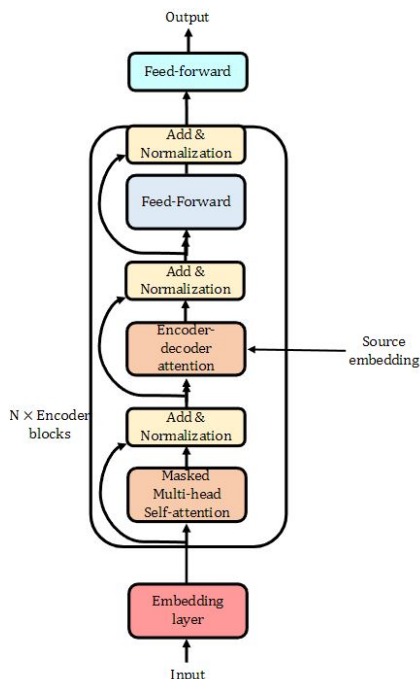 Output
Feed-forward
Add &
Normalization
Feed-Forward
Add &
Normalization
Encoder-
decoder
attention
Source
embedding
N × Encoder
blocks
Add &
Normalization
Masked
Multi-head
Self-attention
Embedding
layer
Input